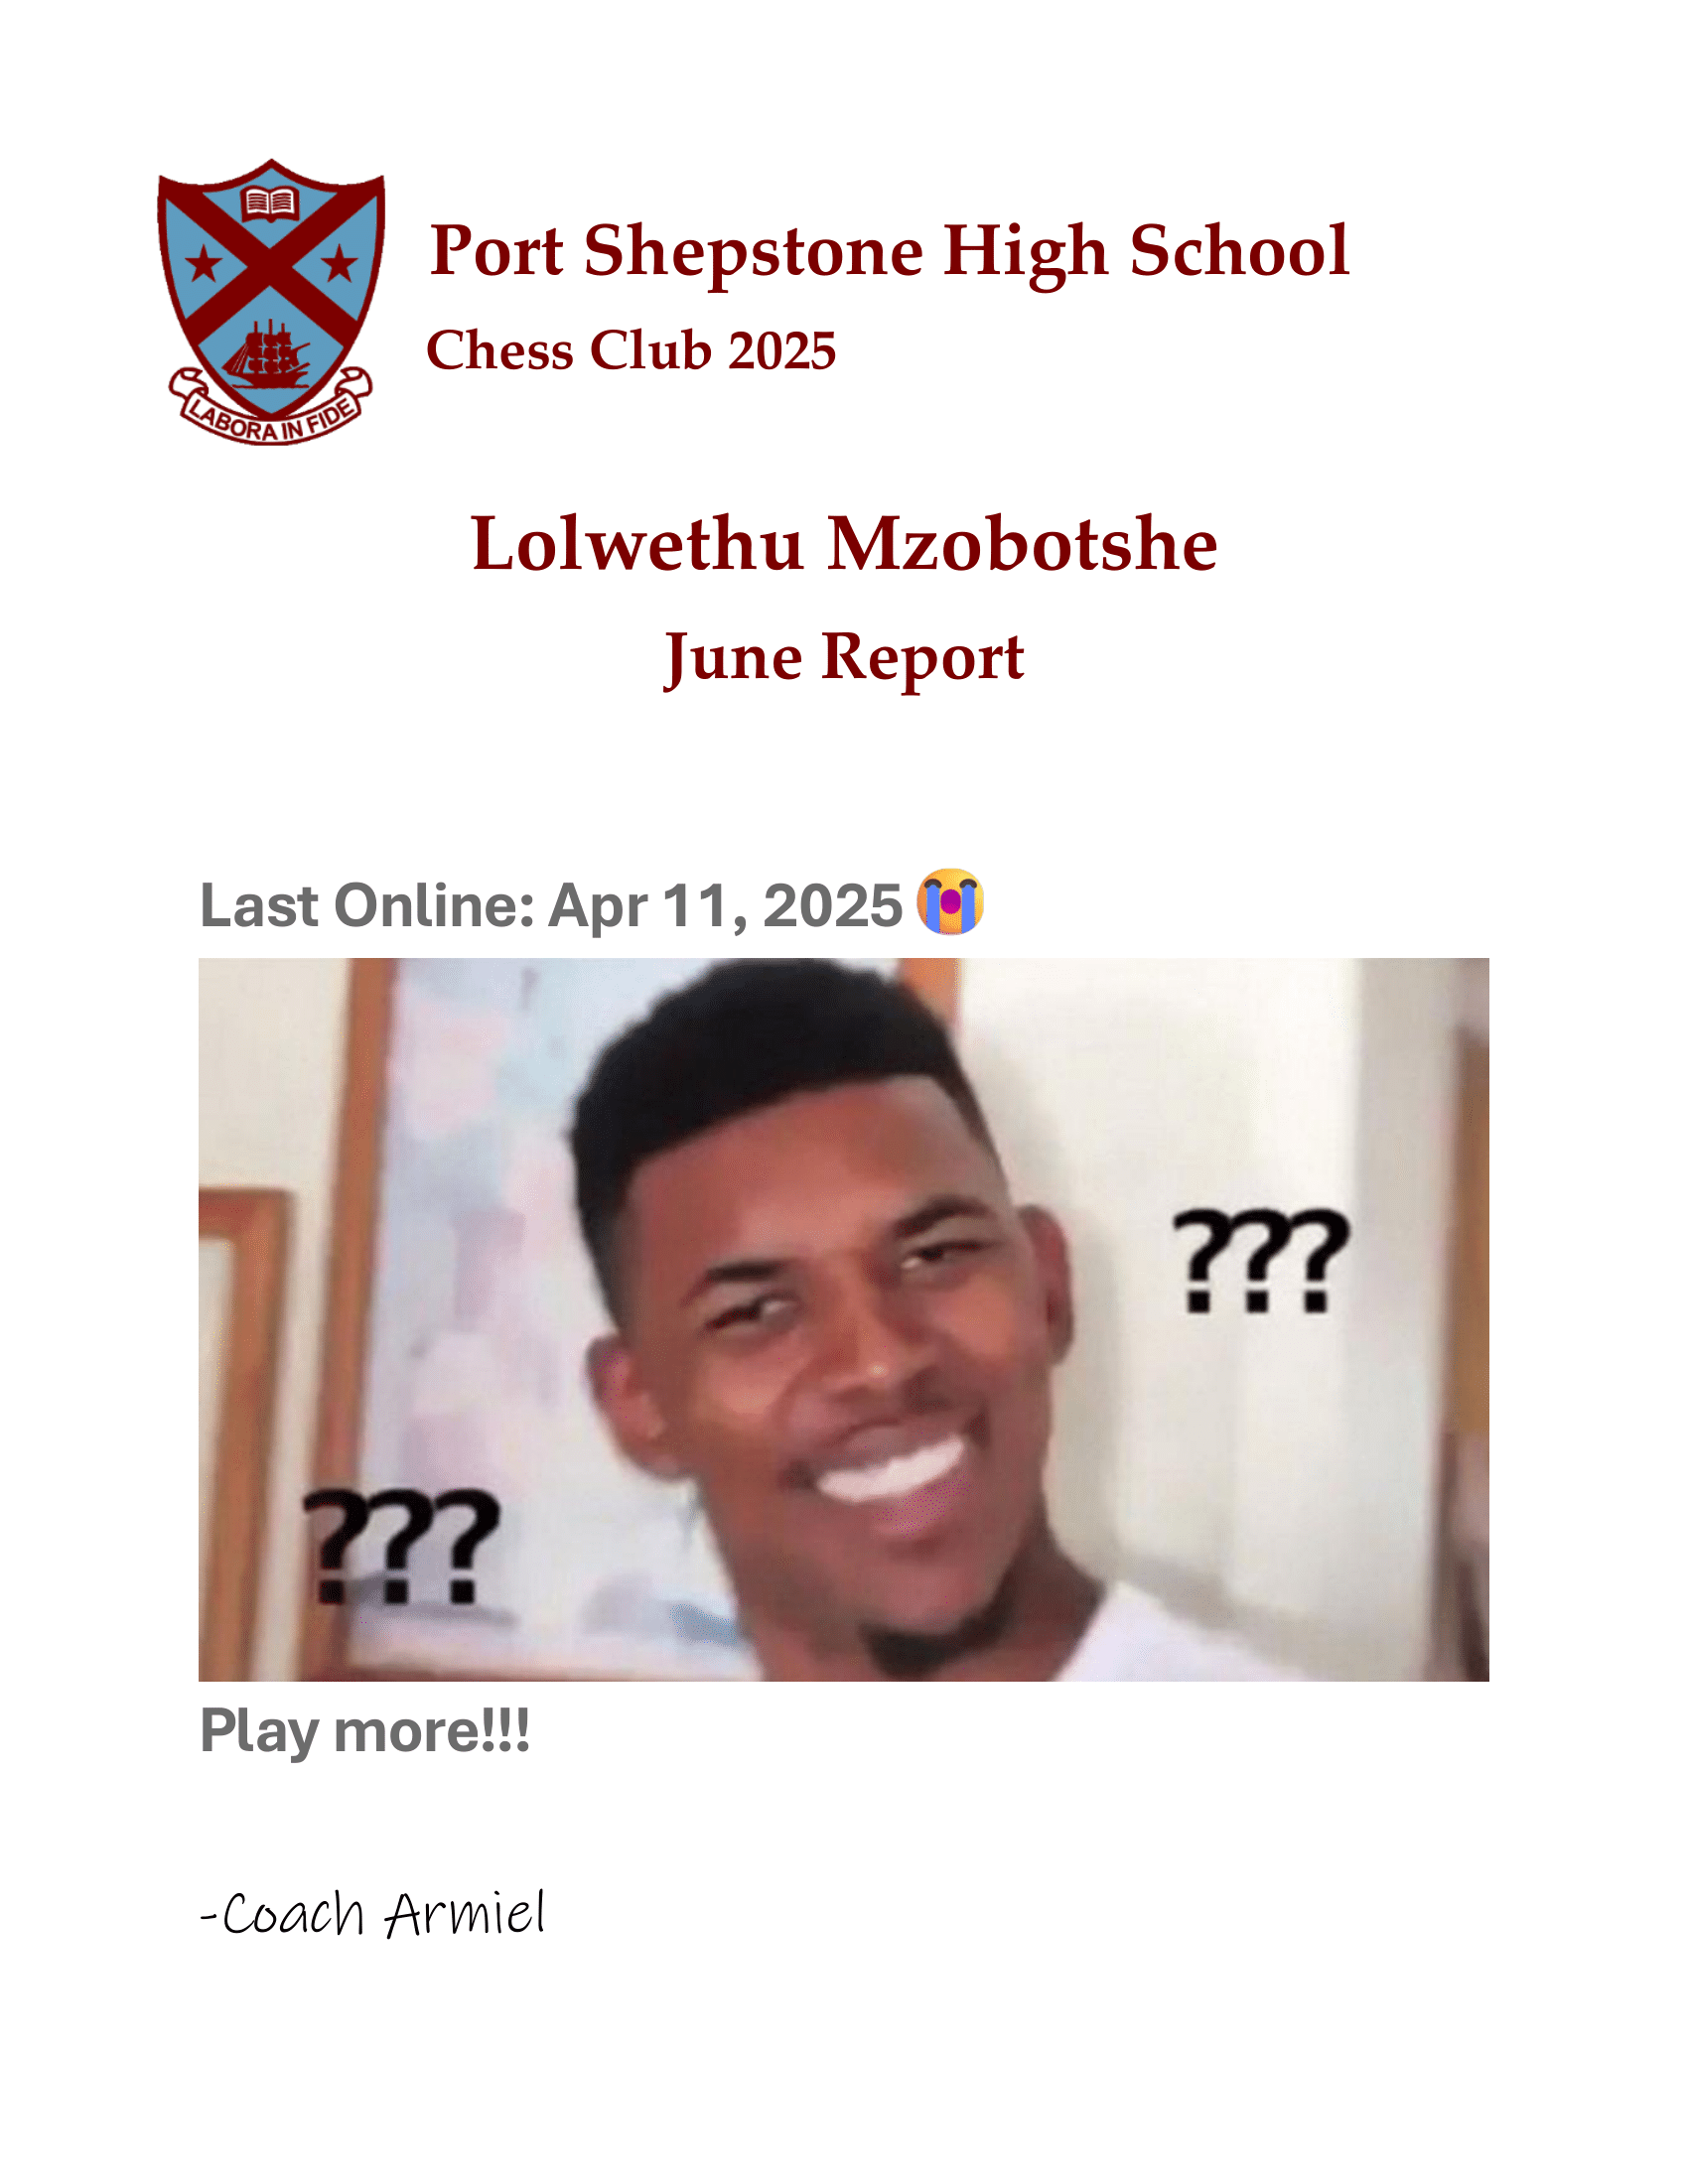 Port Shepstone High School
Chess Club 2025
LABORA IN FIDE
Lolwethu Mzobotshe
June Report
Last Online: Apr 11, 2025 😭
???
???
Play more!!!
-Coach Armiel